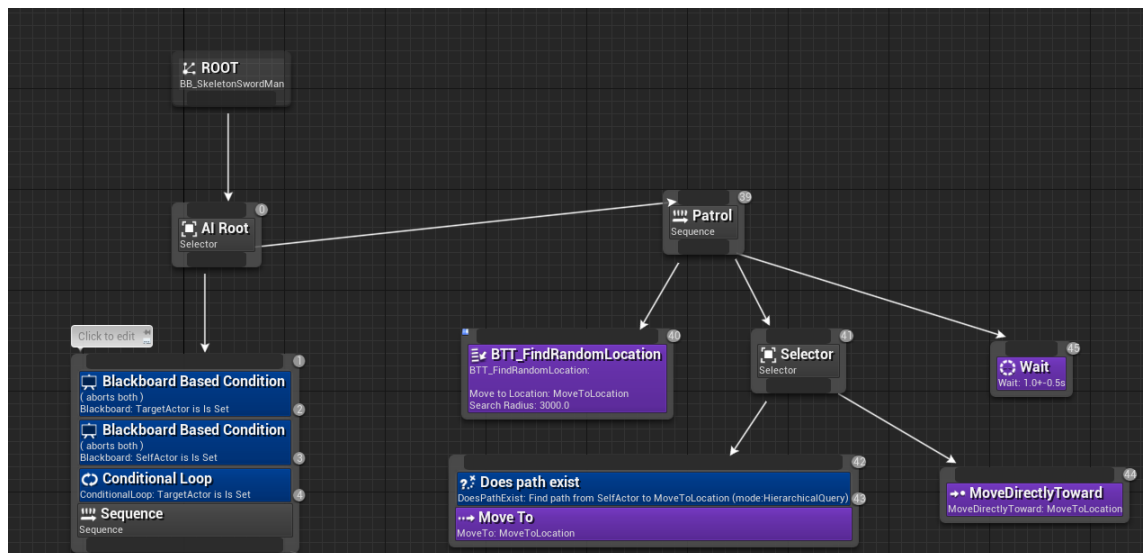 ROOT
BB_SkeletonSwordMan
0
AI Root
Selector
39
Patrol
Sequence
Click to edit
1
Blackboard Based Condition
( aborts both )
Blackboard: TargetActor is Is Set
2
Blackboard Based Condition
( aborts both )
Blackboard: SelfActor is Is Set
3
Conditional Loop
ConditionalLoop: TargetActor is Is Set
4
Sequence
Sequence
40
BTT_FindRandomLocation
BTT_FindRandomLocation:
Move to Location: MoveToLocation
Search Radius: 3000.0
41
Selector
Selector
45
Wait
Wait: 1.0+-0.5s
42
Does path exist
DoesPathExist: Find path from SelfActor to MoveToLocation (mode:HierarchicalQuery)
43
Move To
MoveTo: MoveToLocation
44
MoveDirectlyToward
MoveDirectlyToward: MoveToLocation